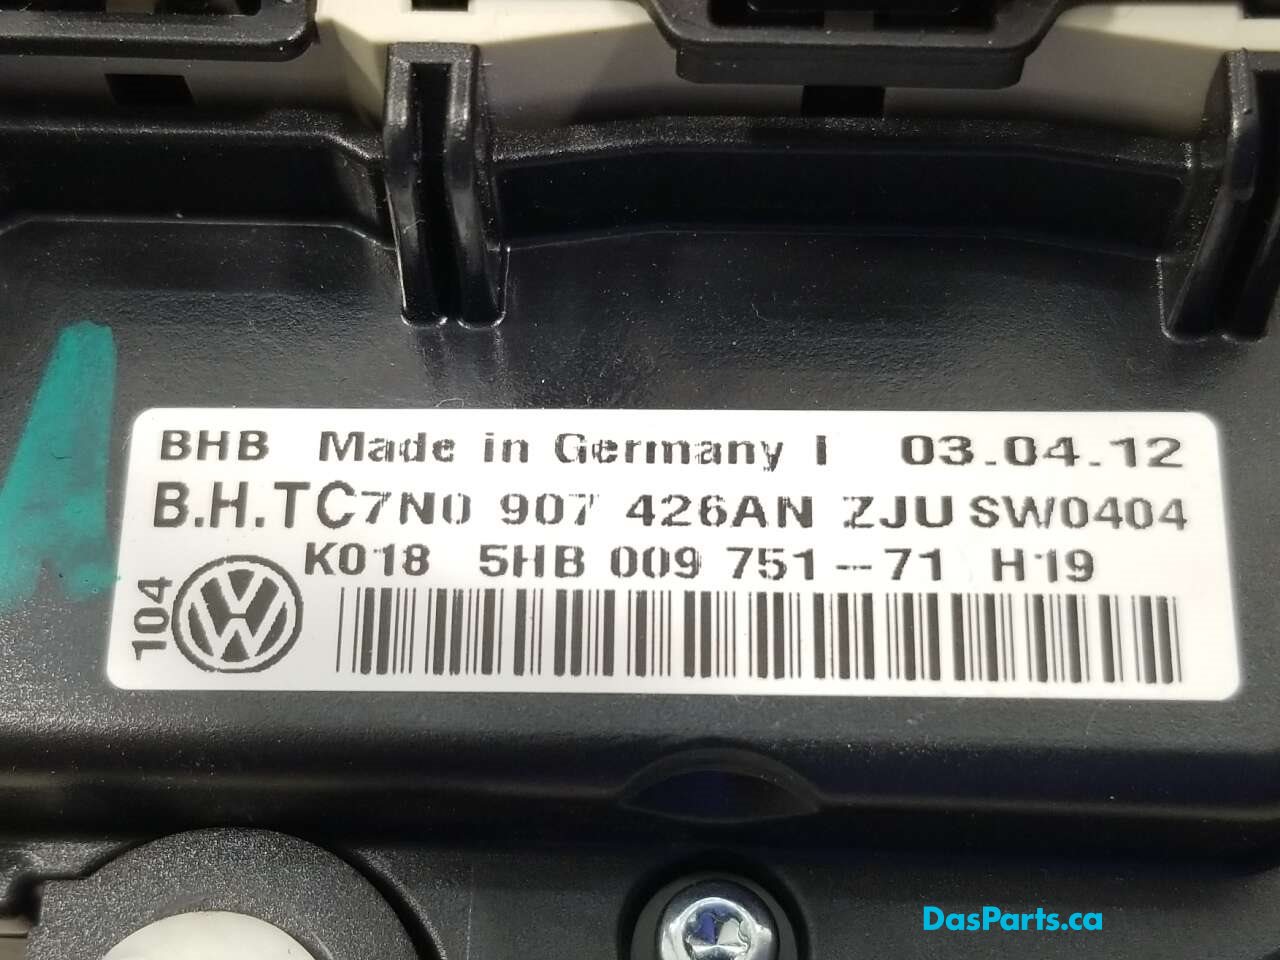 BHB Made in Germany I 03.04.12
B.H.TC7N0 907 426AN ZJU SW0404
K018 5HB 009 751-71 H19
104
DasParts.ca